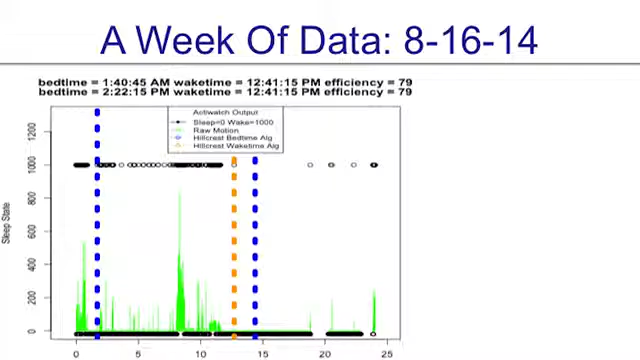 A Week Of Data: 8-16-14
bedtime = 1:40:45 AM waketime = 12:41:15 PM efficiency = 79
bedtime = 2:22:15 PM waketime = 12:41:15 PM efficiency = 79
Actiwatch Output
Sleep=0 Wake=1000
Raw Motion
Hillcrest Bedtime Alg
Hillcrest Waketime Alg
Sleep State
1200
1000
800
600
400
200
0
0 5 10 15 20 25